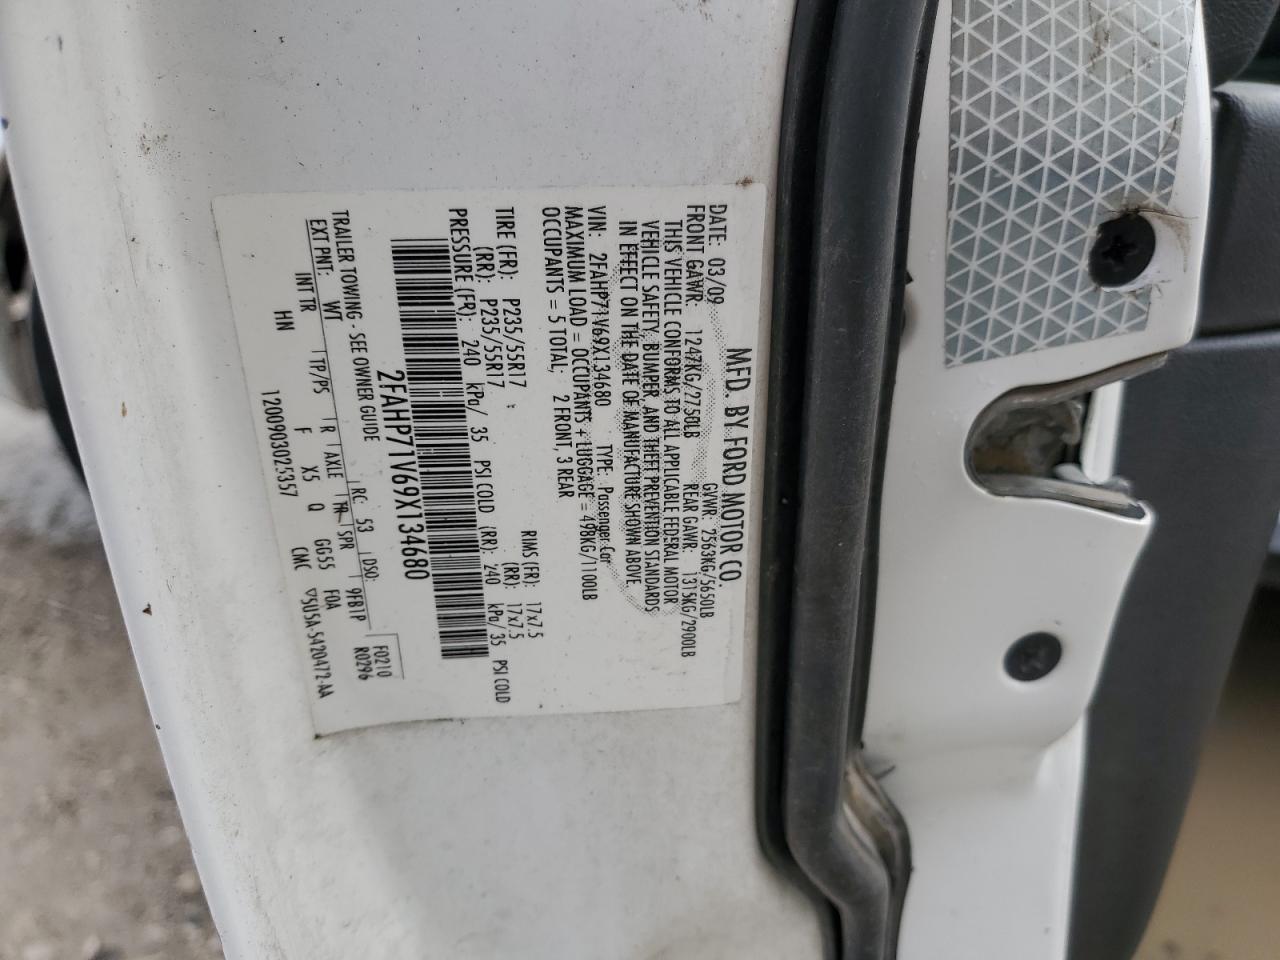 MFD. BY FORD MOTOR CO.
DATE: 03/09 GVWR: 2563KG/5650LB
FRONT GAWR: 1247KG/2750LB REAR GAWR: 1315KG/2900LB
THIS VEHICLE CONFORMS TO ALL APPLICABLE FEDERAL MOTOR
VEHICLE SAFETY, BUMPER, AND THEFT PREVENTION STANDARDS
IN EFFECT ON THE DATE OF MANUFACTURE SHOWN ABOVE.
VIN: 2FAHP71V69X134680 TYPE: Passenger Car
MAXIMUM LOAD = OCCUPANTS + LUGGAGE = 498KG/1100LB
OCCUPANTS = 5 TOTAL; 2 FRONT, 3 REAR
TIRE (FR): P235/55R17 RIMS (FR): 17x7.5
(RR): P235/55R17 (RR): 17x7.5
PRESSURE (FR): 240 kPa/ 35 PSI COLD (RR): 240 kPa/ 35 PSI COLD
2FAHP71V69X134680
TRAILER TOWING - SEE OWNER GUIDE F0210
EXT PNT: WT RC: 53 DSO: 9FB1P R0296
INT TR TP/PS R AXLE TR SPR
HN F X5 Q GG55 FOA
1200903025357 CMC ▽5U5A-5420472-AA